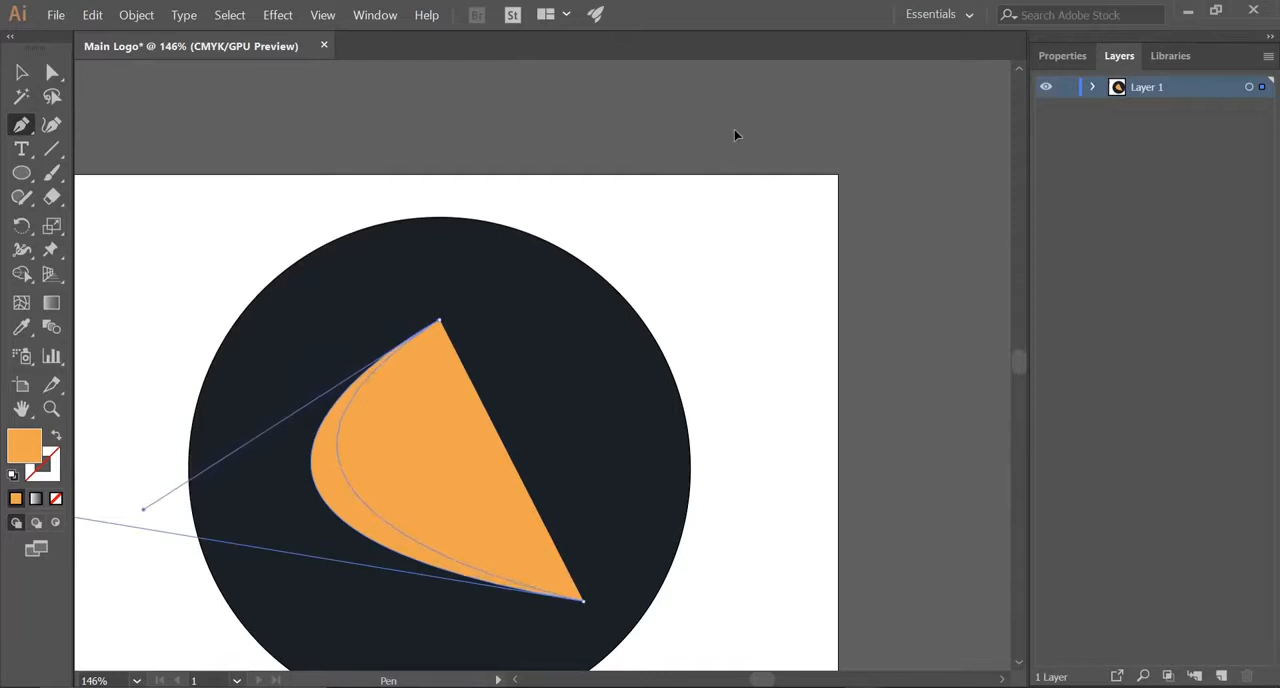 Ai File Edit Object Type Select Effect View Window Help Br St Essentials Search Adobe Stock
Main Logo* @ 146% (CMYK/GPU Preview) ×
Properties Layers Libraries
Layer 1
T
146% 1 Pen
1 Layer